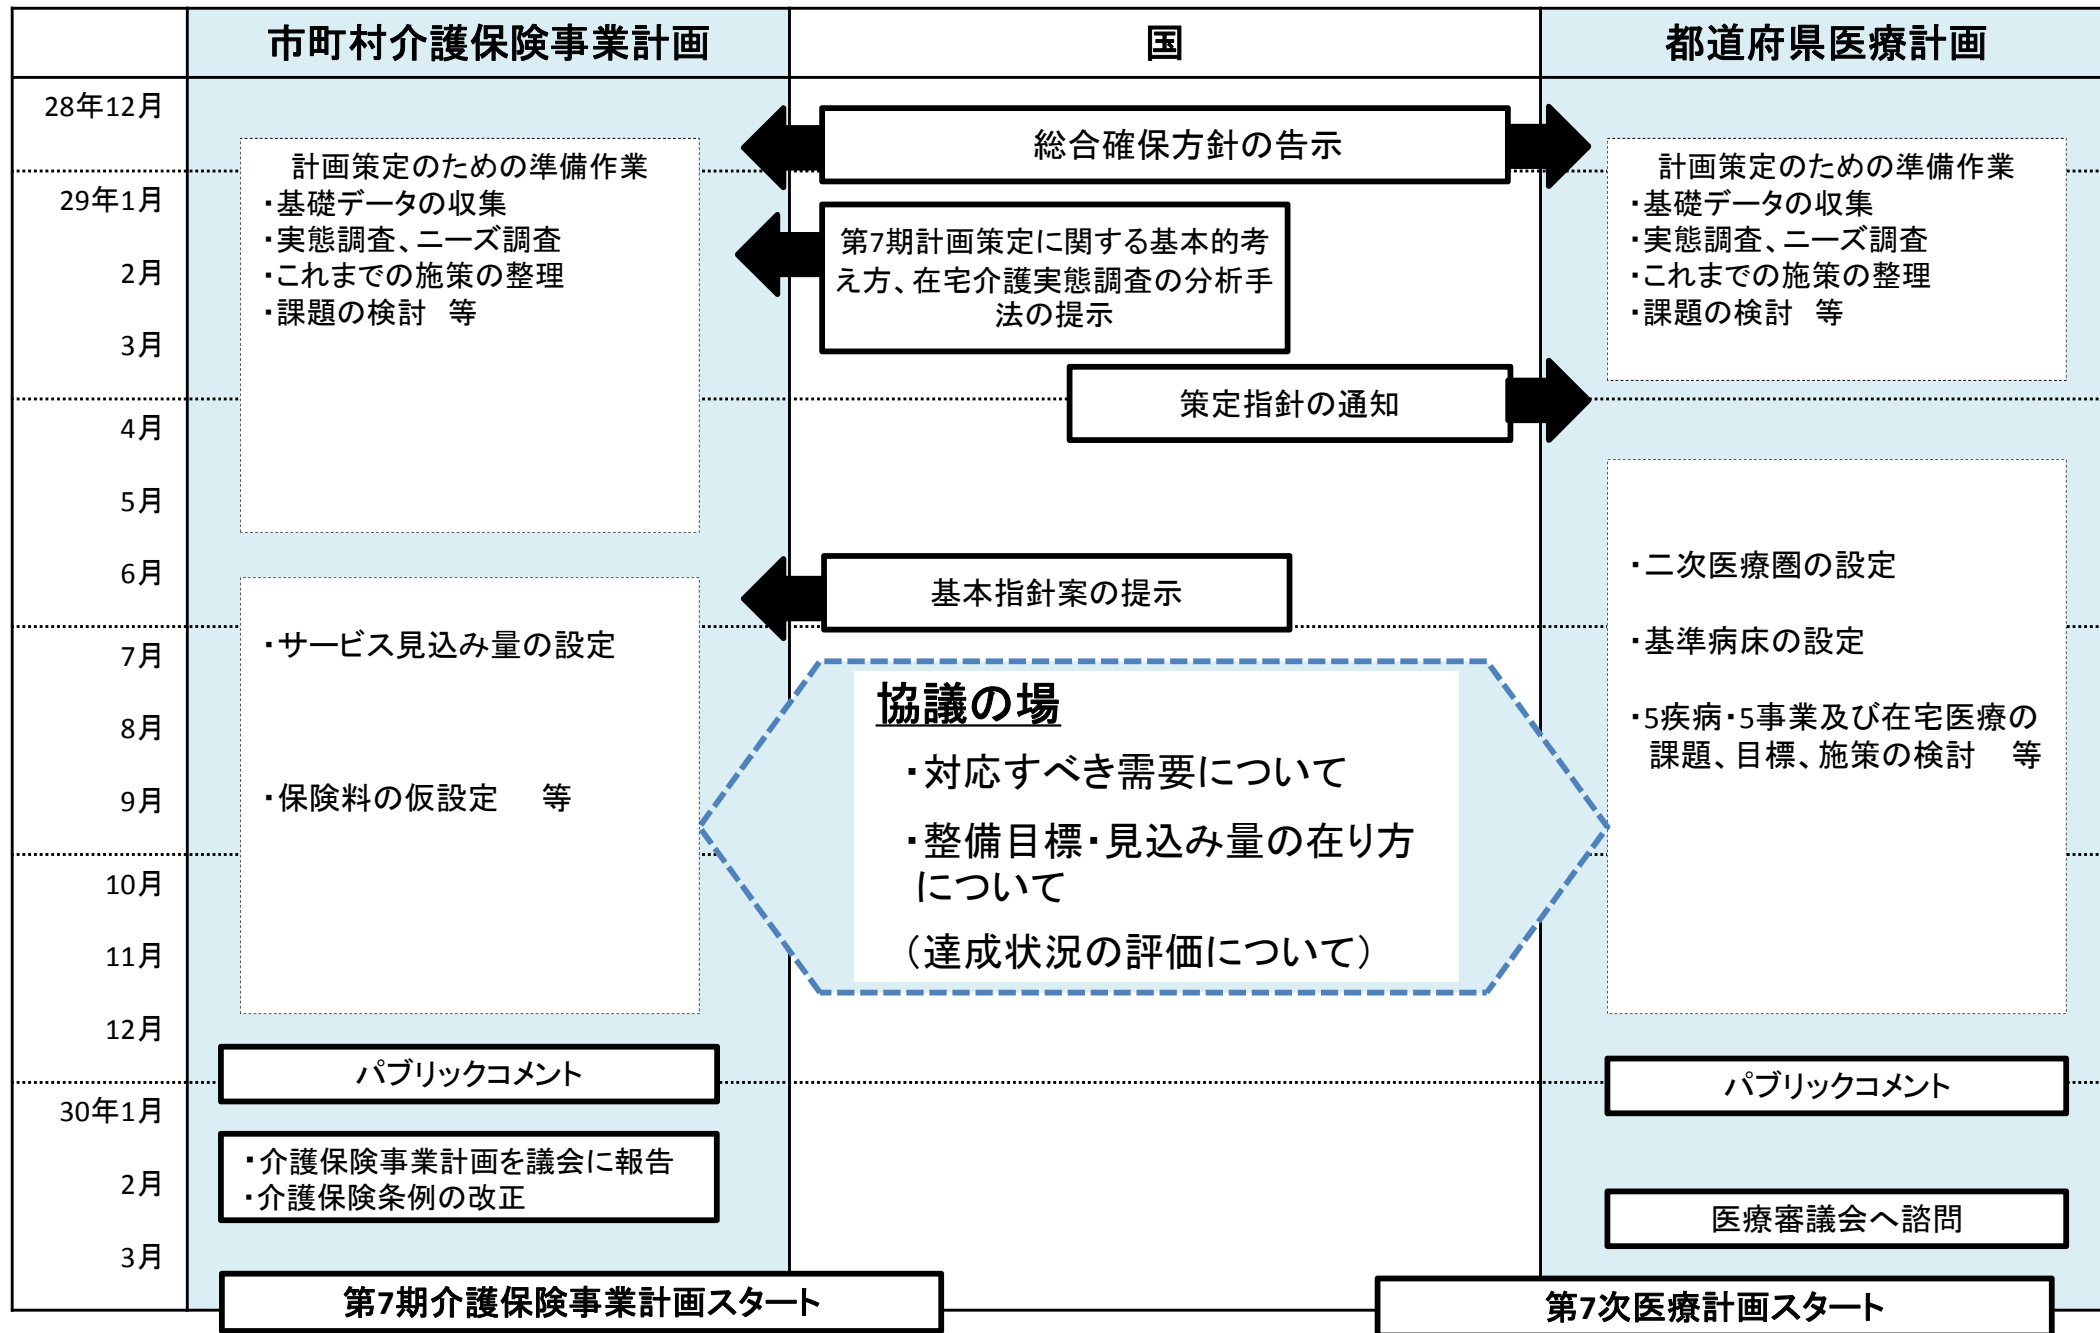 市町村介護保険事業計画
国
都道府県医療計画
28年12月
29年1月
2月
3月
4月
5月
6月
7月
8月
9月
10月
11月
12月
30年1月
2月
3月
計画策定のための準備作業
・基礎データの収集
・実態調査、ニーズ調査
・これまでの施策の整理
・課題の検討　等
・サービス見込み量の設定
・保険料の仮設定　等
パブリックコメント
・介護保険事業計画を議会に報告
・介護保険条例の改正
第7期介護保険事業計画スタート
総合確保方針の告示
第7期計画策定に関する基本的考
え方、在宅介護実態調査の分析手
法の提示
策定指針の通知
基本指針案の提示
協議の場
・対応すべき需要について
・整備目標・見込み量の在り方
について
（達成状況の評価について）
計画策定のための準備作業
・基礎データの収集
・実態調査、ニーズ調査
・これまでの施策の整理
・課題の検討　等
・二次医療圏の設定
・基準病床の設定
・5疾病・5事業及び在宅医療の
課題、目標、施策の検討　等
パブリックコメント
医療審議会へ諮問
第7次医療計画スタート